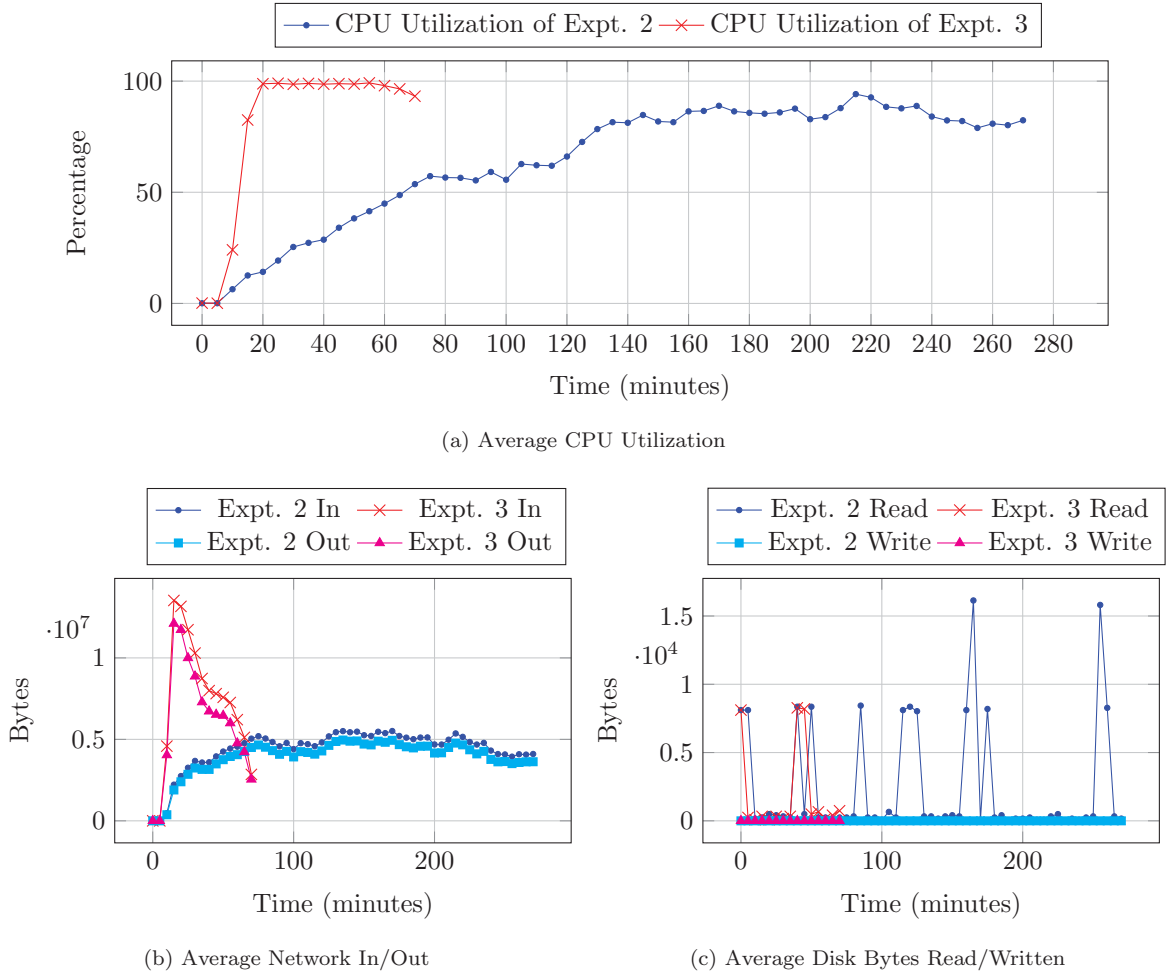 CPU Utilization of Expt. 2 CPU Utilization of Expt. 3
100
50
0
Percentage
0 20 40 60 80 100 120 140 160 180 200 220 240 260 280
Time (minutes)
(a) Average CPU Utilization
Expt. 2 In Expt. 3 In
Expt. 2 Out Expt. 3 Out
·10^7
1
0.5
0
Bytes
0 100 200
Time (minutes)
(b) Average Network In/Out
Expt. 2 Read Expt. 3 Read
Expt. 2 Write Expt. 3 Write
·10^4
1.5
1
0.5
0
Bytes
0 100 200
Time (minutes)
(c) Average Disk Bytes Read/Written